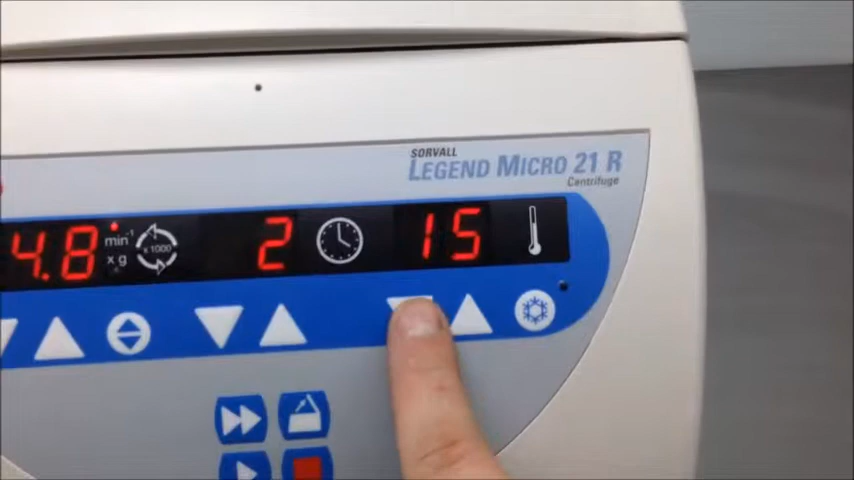 SORVALL
LEGEND MICRO 21 R
Centrifuge
4.8 min⁻¹ x g x 1000 2 15